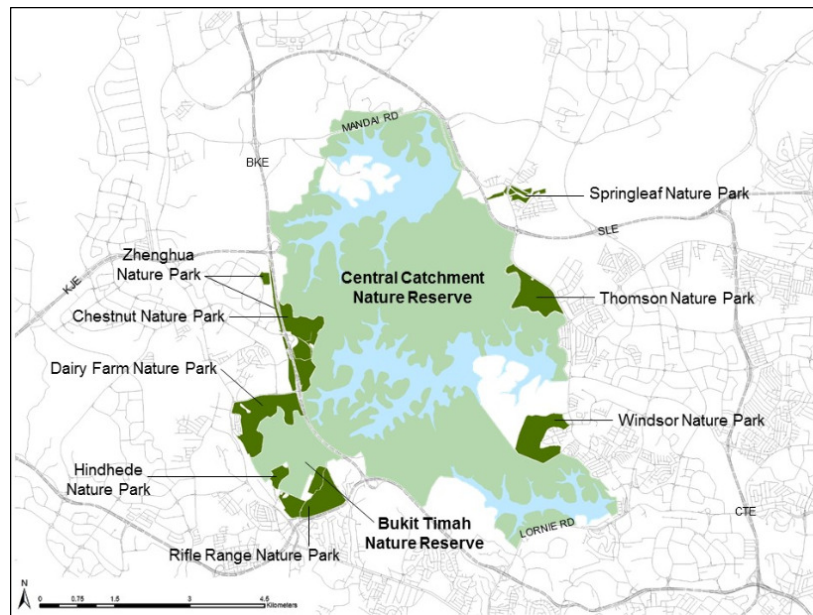 MANDAI RD
BKE
Springleaf Nature Park
SLE
Zhenghua
Nature Park
KJE
Central Catchment
Nature Reserve
Thomson Nature Park
Chestnut Nature Park
Dairy Farm Nature Park
Windsor Nature Park
Hindhede
Nature Park
Bukit Timah
Nature Reserve
LORNIE RD
CTE
Rifle Range Nature Park
N
0 0.75 1.5 3 4.5
Kilometers